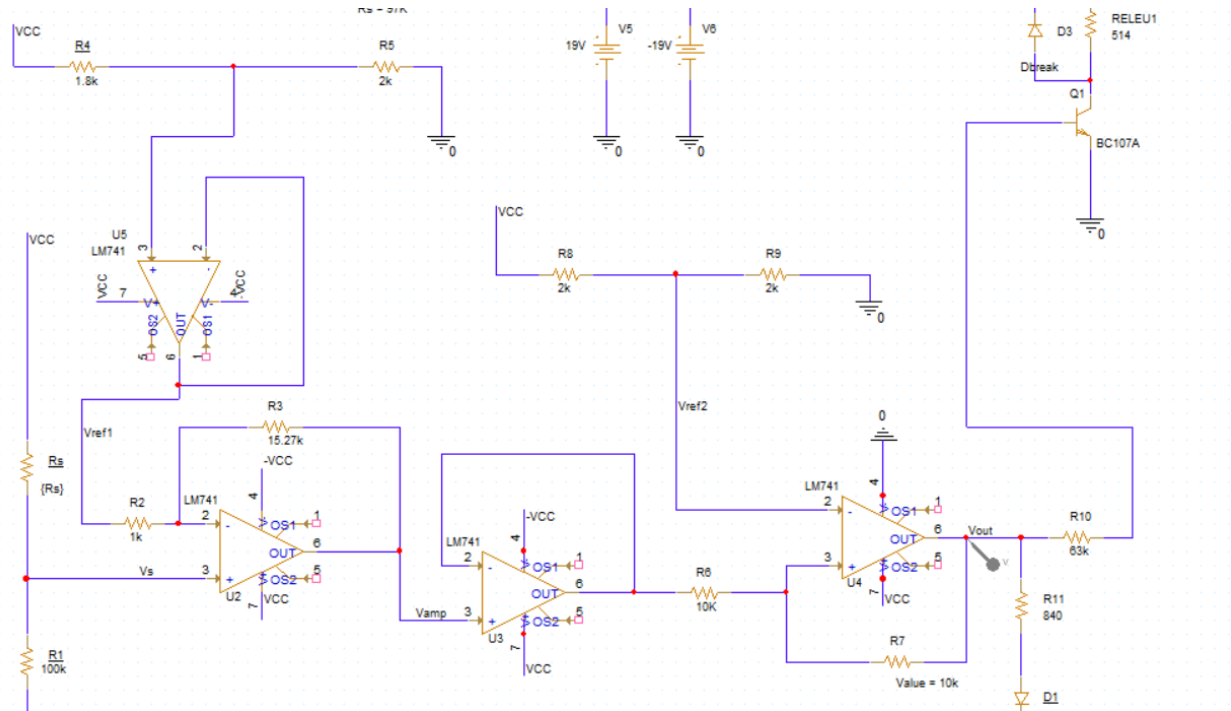 Rs = 97K
VCC
R4
1.8k
R5
2k
0
V5
19V
0
V6
-19V
0
D3
Dbreak
RELEU1
514
Q1
BC107A
0
VCC
U5
LM741
3
2
+
-
VCC
7
V+
V-
4
-VCC
OS2
OUT
OS1
5
6
1
VCC
R8
2k
R9
2k
0
Vref1
Vref2
R3
15.27k
Rs
{Rs}
R2
1k
LM741
-VCC
4
2
-
V-
OS1
1
OUT
6
3
+
V+
OS2
5
U2
7
VCC
Vs
R1
100k
Vamp
LM741
-VCC
4
2
-
V-
OS1
1
OUT
6
3
+
V+
OS2
5
U3
7
VCC
R6
10K
0
LM741
4
2
-
V-
OS1
1
OUT
6
3
+
V+
OS2
5
U4
7
VCC
Vout
V
R10
63k
R11
840
R7
Value = 10k
D1